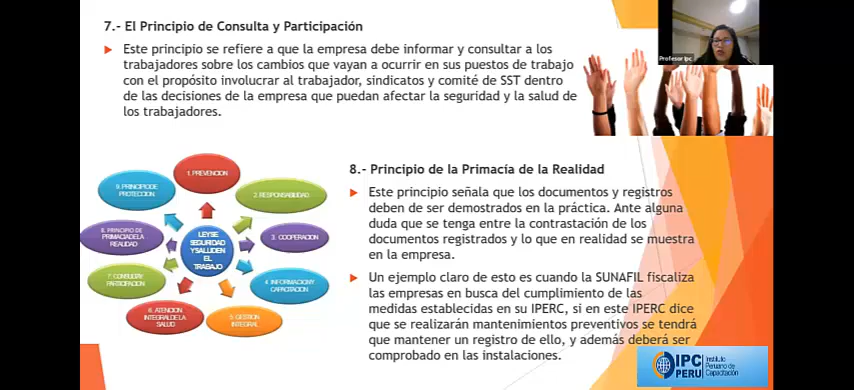 7.- El Principio de Consulta y Participación
Este principio se refiere a que la empresa debe informar y consultar a los
trabajadores sobre los cambios que vayan a ocurrir en sus puestos de trabajo
con el propósito involucrar al trabajador, sindicatos y comité de SST dentro
de las decisiones de la empresa que puedan afectar la seguridad y la salud de
los trabajadores.
Profesor ipc
1. PREVENCION
2. RESPONSABILIDAD
3. COOPERACION
4. INFORMACION Y
CAPACITACION
5. GESTION
INTEGRAL
6. ATENCION
INTEGRAL DE LA
SALUD
7. CONSULTA Y
PARTICIPACION
8. PRINCIPIO DE
PRIMACIA DE LA
REALIDAD
9. PRINCIPIO DE
PROTECCION
LEY SE
SEGURIDAD
Y SALUD EN
EL
TRABAJO
8.- Principio de la Primacía de la Realidad
Este principio señala que los documentos y registros
deben de ser demostrados en la práctica. Ante alguna
duda que se tenga entre la contrastación de los
documentos registrados y lo que en realidad se muestra
en la empresa.
Un ejemplo claro de esto es cuando la SUNAFIL fiscaliza
las empresas en busca del cumplimiento de las
medidas establecidas en su IPERC, si en este IPERC dice
que se realizarán mantenimientos preventivos se tendrá
que mantener un registro de ello, y además deberá ser
comprobado en las instalaciones.
IPC
PERU
Instituto
Peruano de
Capacitación